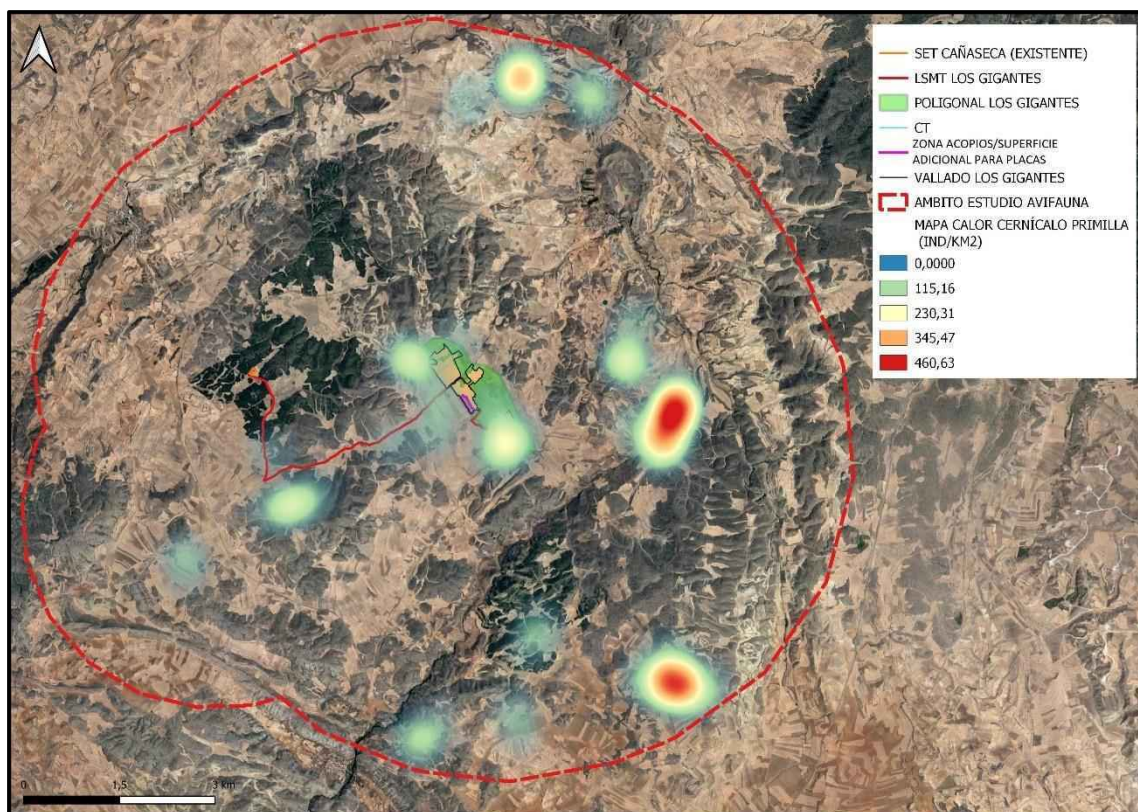 SET CAÑASECA (EXISTENTE)
LSMT LOS GIGANTES
POLIGONAL LOS GIGANTES
CT
ZONA ACOPIOS/SUPERFICIE
ADICIONAL PARA PLACAS
VALLADO LOS GIGANTES
AMBITO ESTUDIO AVIFAUNA
MAPA CALOR CERNÍCALO PRIMILLA
(IND/KM2)
0,0000
115,16
230,31
345,47
460,63
0 1,5 3 km